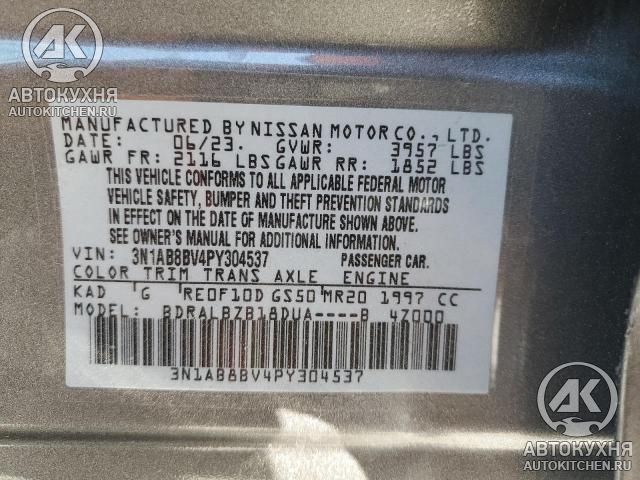 AK
АВТОКУХНЯ
AUTOKITCHEN.RU
MANUFACTURED BY NISSAN MOTOR CO., LTD.
DATE: 06/23. GVWR: 3957 LBS
GAWR FR: 2116 LBS GAWR RR: 1852 LBS
THIS VEHICLE CONFORMS TO ALL APPLICABLE FEDERAL MOTOR
VEHICLE SAFETY, BUMPER AND THEFT PREVENTION STANDARDS
IN EFFECT ON THE DATE OF MANUFACTURE SHOWN ABOVE.
SEE OWNER'S MANUAL FOR ADDITIONAL INFORMATION.
VIN: 3N1AB8BV4PY304537 PASSENGER CAR.
COLOR TRIM TRANS AXLE ENGINE
KAD G RE0F10D GS50 MR20 1997 CC
MODEL: BDRALBZB18DUA----B 4Z000
3N1AB8BV4PY304537
AK
АВТОКУХНЯ
AUTOKITCHEN.RU